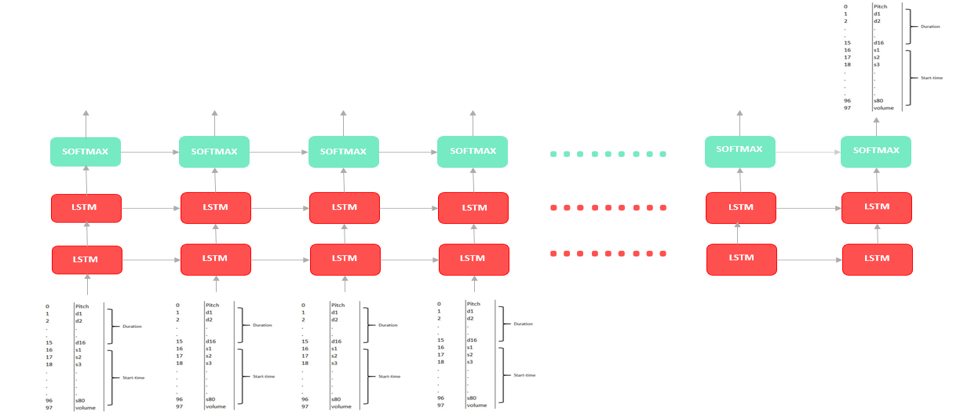 0 Pitch
1 d1
2 d2
Duration
15 d16
16 s1
17 s2
18 s3
Start-time
96 s80
97 volume
SOFTMAX SOFTMAX SOFTMAX SOFTMAX SOFTMAX SOFTMAX
LSTM LSTM LSTM LSTM LSTM LSTM
LSTM LSTM LSTM LSTM LSTM LSTM
0 Pitch
1 d1
2 d2
Duration
15 d16
16 s1
17 s2
18 s3
Start-time
96 s80
97 volume
0 Pitch
1 d1
2 d2
Duration
15 d16
16 s1
17 s2
18 s3
Start-time
96 s80
97 volume
0 Pitch
1 d1
2 d2
Duration
15 d16
16 s1
17 s2
18 s3
Start-time
96 s80
97 volume
0 Pitch
1 d1
2 d2
Duration
15 d16
16 s1
17 s2
18 s3
Start-time
96 s80
97 volume